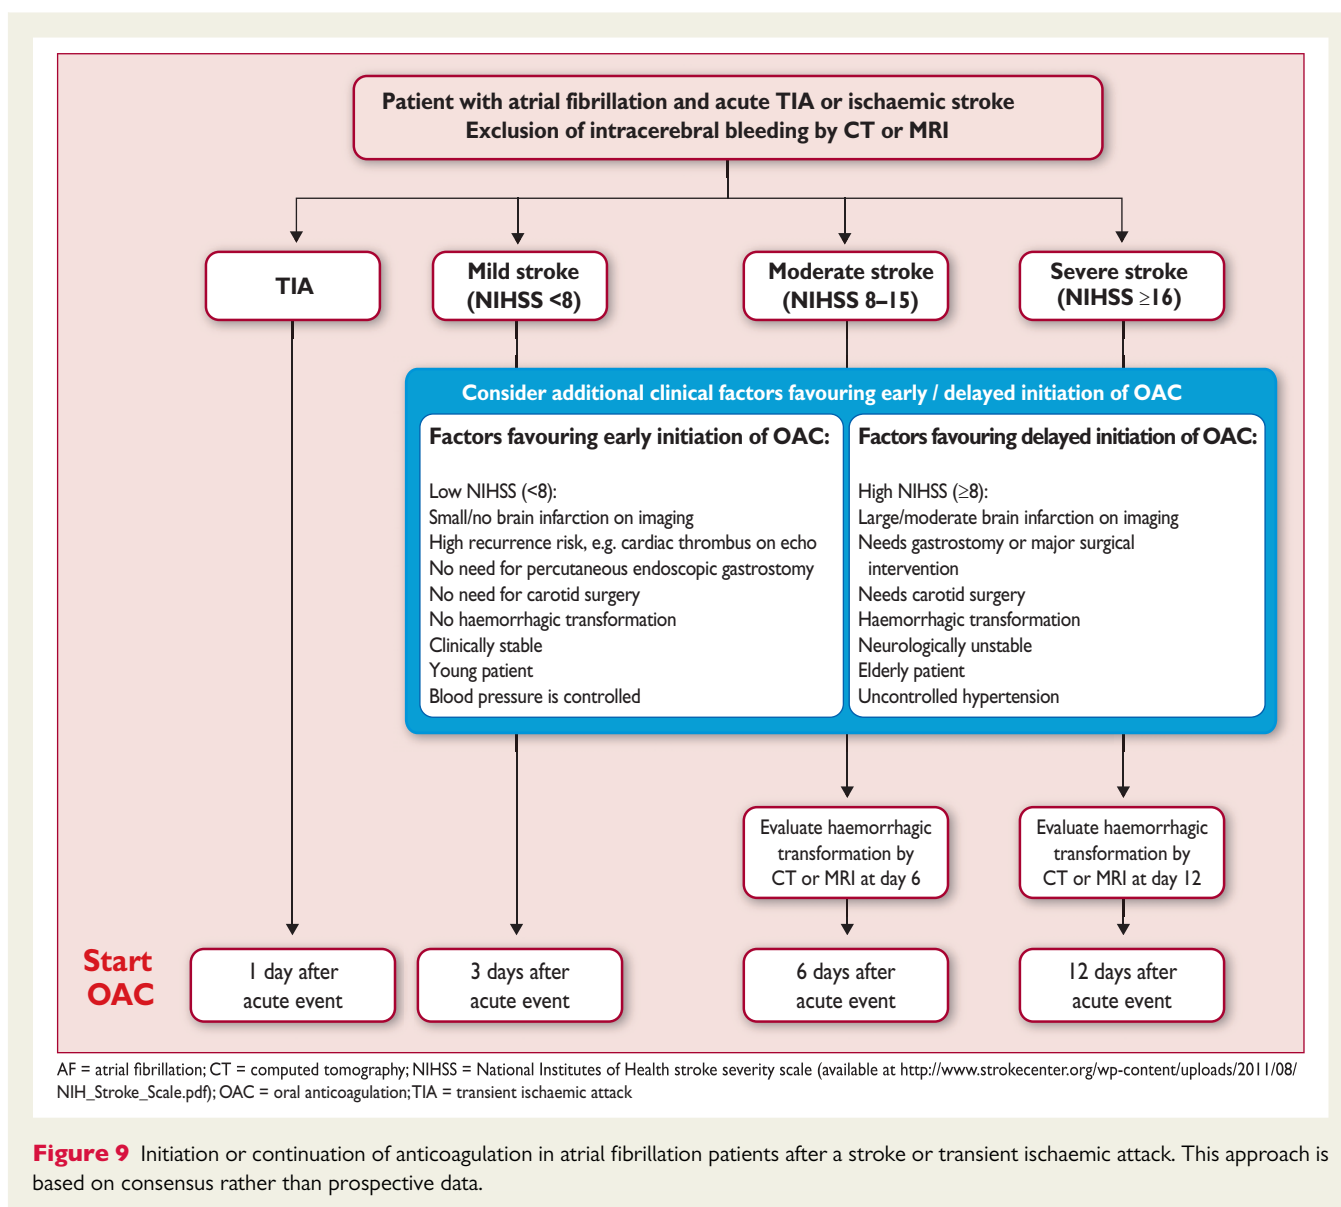 Patient with atrial fibrillation and acute TIA or ischaemic stroke
Exclusion of intracerebral bleeding by CT or MRI
TIA
Mild stroke
(NIHSS <8)
Moderate stroke
(NIHSS 8–15)
Severe stroke
(NIHSS ≥16)
Consider additional clinical factors favouring early / delayed initiation of OAC
Factors favouring early initiation of OAC:
Low NIHSS (<8):
Small/no brain infarction on imaging
High recurrence risk, e.g. cardiac thrombus on echo
No need for percutaneous endoscopic gastrostomy
No need for carotid surgery
No haemorrhagic transformation
Clinically stable
Young patient
Blood pressure is controlled
Factors favouring delayed initiation of OAC:
High NIHSS (≥8):
Large/moderate brain infarction on imaging
Needs gastrostomy or major surgical
intervention
Needs carotid surgery
Haemorrhagic transformation
Neurologically unstable
Elderly patient
Uncontrolled hypertension
Evaluate haemorrhagic
transformation by
CT or MRI at day 6
Evaluate haemorrhagic
transformation by
CT or MRI at day 12
Start
OAC
1 day after
acute event
3 days after
acute event
6 days after
acute event
12 days after
acute event
AF = atrial fibrillation; CT = computed tomography; NIHSS = National Institutes of Health stroke severity scale (available at http://www.strokecenter.org/wp-content/uploads/2011/08/
NIH_Stroke_Scale.pdf); OAC = oral anticoagulation; TIA = transient ischaemic attack
Figure 9 Initiation or continuation of anticoagulation in atrial fibrillation patients after a stroke or transient ischaemic attack. This approach is
based on consensus rather than prospective data.